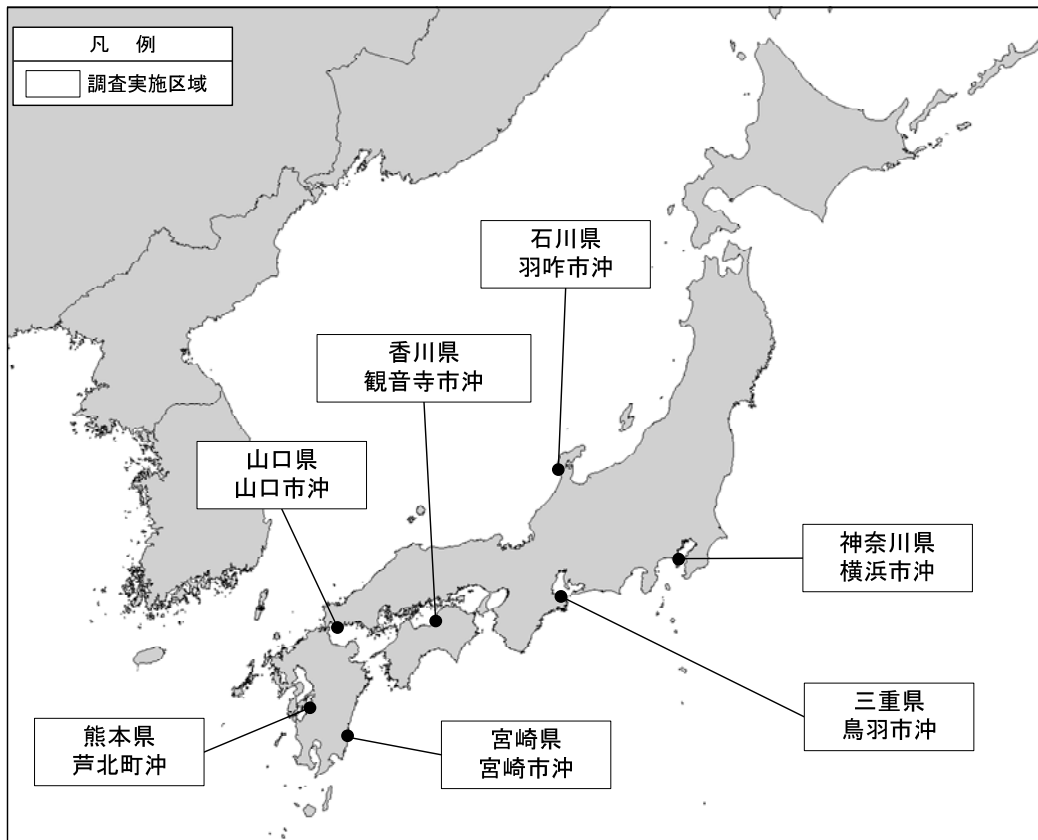 凡 例
調査実施区域
石川県
羽咋市沖
香川県
観音寺市沖
山口県
山口市沖
神奈川県
横浜市沖
三重県
鳥羽市沖
熊本県
芦北町沖
宮崎県
宮崎市沖